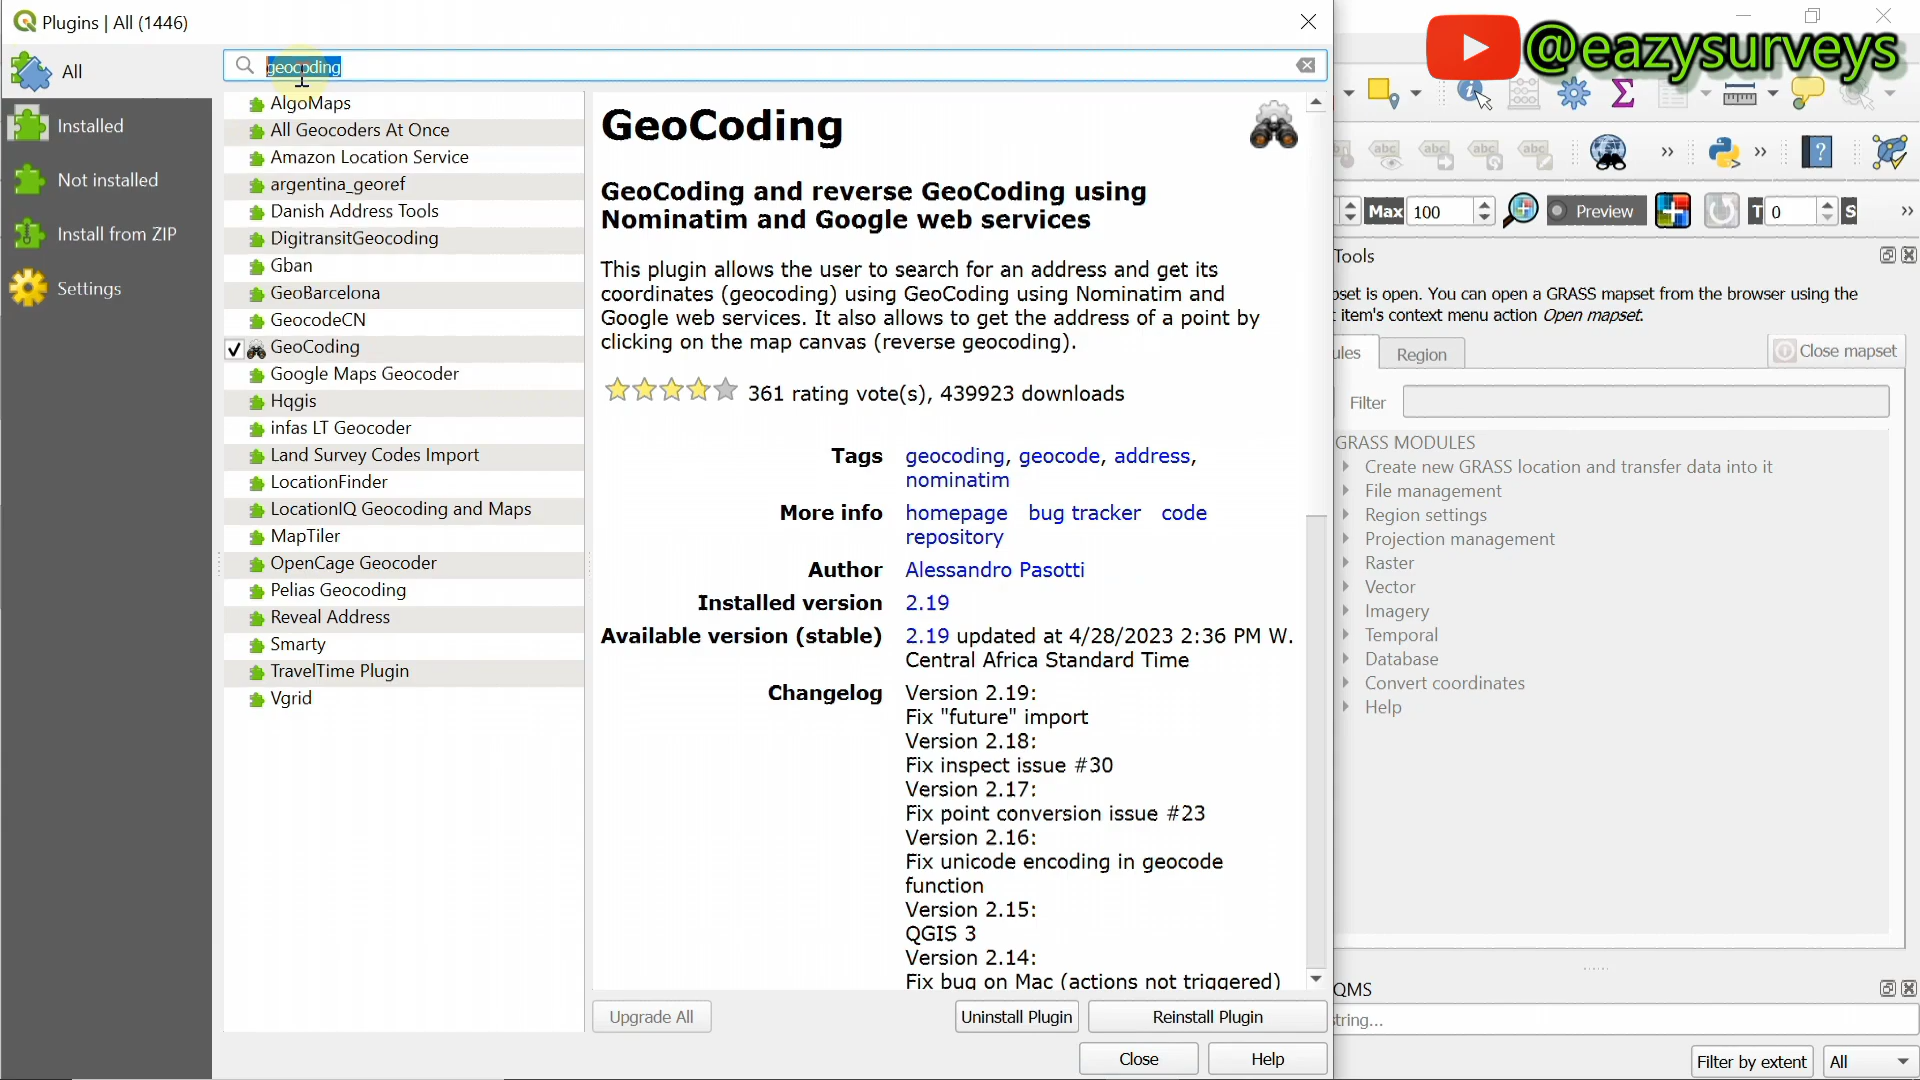 Plugins | All (1446)
@eazysurveys
All
Installed
Not installed
Install from ZIP
Settings
geocoding
AlgoMaps
All Geocoders At Once
Amazon Location Service
argentina_georef
Danish Address Tools
DigitransitGeocoding
Gban
GeoBarcelona
GeocodeCN
GeoCoding
Google Maps Geocoder
Hqgis
infas LT Geocoder
Land Survey Codes Import
LocationFinder
LocationIQ Geocoding and Maps
MapTiler
OpenCage Geocoder
Pelias Geocoding
Reveal Address
Smarty
TravelTime Plugin
Vgrid
GeoCoding
GeoCoding and reverse GeoCoding using
Nominatim and Google web services
This plugin allows the user to search for an address and get its
coordinates (geocoding) using GeoCoding using Nominatim and
Google web services. It also allows to get the address of a point by
clicking on the map canvas (reverse geocoding).
361 rating vote(s), 439923 downloads
Tags geocoding, geocode, address,
nominatim
More info homepage bug tracker code
repository
Author Alessandro Pasotti
Installed version 2.19
Available version (stable) 2.19 updated at 4/28/2023 2:36 PM W.
Central Africa Standard Time
Changelog Version 2.19:
Fix "future" import
Version 2.18:
Fix inspect issue #30
Version 2.17:
Fix point conversion issue #23
Version 2.16:
Fix unicode encoding in geocode
function
Version 2.15:
QGIS 3
Version 2.14:
Fix bug on Mac (actions not triggered)
Upgrade All
Uninstall Plugin
Reinstall Plugin
Close
Help
abc abc abc abc
Max 100 Preview T 0 S
Tools
set is open. You can open a GRASS mapset from the browser using the
item's context menu action Open mapset.
ules Region Close mapset
Filter
GRASS MODULES
Create new GRASS location and transfer data into it
File management
Region settings
Projection management
Raster
Vector
Imagery
Temporal
Database
Convert coordinates
Help
QMS
tring...
Filter by extent All